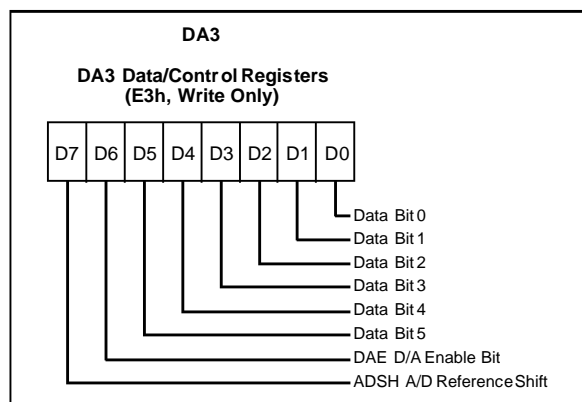 DA3
DA3 Data/Control Registers
(E3h, Write Only)
D7 D6 D5 D4 D3 D2 D1 D0
Data Bit 0
Data Bit 1
Data Bit 2
Data Bit 3
Data Bit 4
Data Bit 5
DAE D/A Enable Bit
ADSH A/D Reference Shift